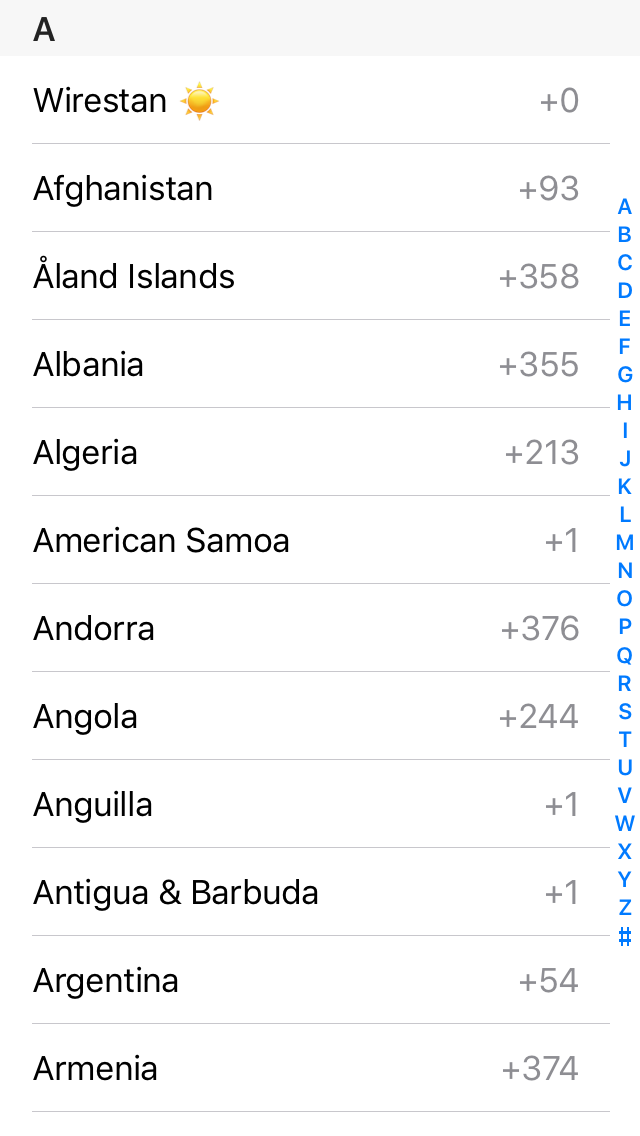 A
Wirestan ☀️ +0
Afghanistan +93
Åland Islands +358
Albania +355
Algeria +213
American Samoa +1
Andorra +376
Angola +244
Anguilla +1
Antigua & Barbuda +1
Argentina +54
Armenia +374
A
B
C
D
E
F
G
H
I
J
K
L
M
N
O
P
Q
R
S
T
U
V
W
X
Y
Z
#